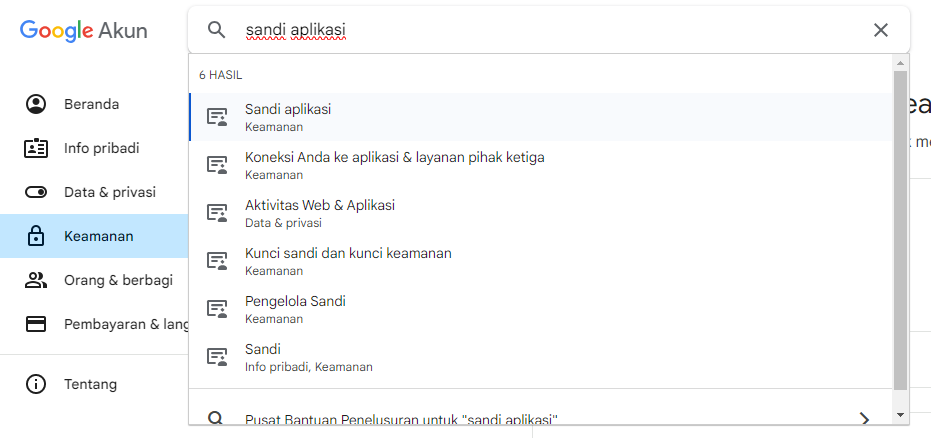 Google Akun
sandi aplikasi
6 HASIL
Sandi aplikasi
Keamanan
Koneksi Anda ke aplikasi & layanan pihak ketiga
Keamanan
Aktivitas Web & Aplikasi
Data & privasi
Kunci sandi dan kunci keamanan
Keamanan
Pengelola Sandi
Keamanan
Sandi
Info pribadi, Keamanan
Pusat Bantuan Penelusuran untuk "sandi aplikasi"
Beranda
Info pribadi
Data & privasi
Keamanan
Orang & berbagi
Pembayaran & lang
Tentang